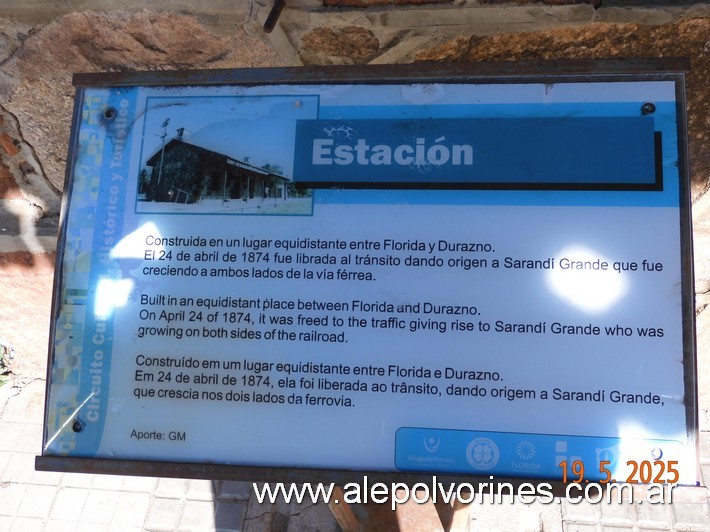 Estación
Circuito Cu Histórico y Turístico
Construida en un lugar equidistante entre Florida y Durazno.
El 24 de abril de 1874 fue librada al tránsito dando origen a Sarandí Grande que fue
creciendo a ambos lados de la vía férrea.
Built in an equidistant place between Florida and Durazno.
On April 24 of 1874, it was freed to the traffic giving rise to Sarandí Grande who was
growing on both sides of the railroad.
Construído em um lugar equidistante entre Florida e Durazno.
Em 24 de abril de 1874, ela foi liberada ao trânsito, dando origem a Sarandí Grande,
que crescia nos dois lados da ferrovia.
Aporte: GM
Uruguay Natural
FLORIDA
19.5.2025
www.alepolvorines.com.ar